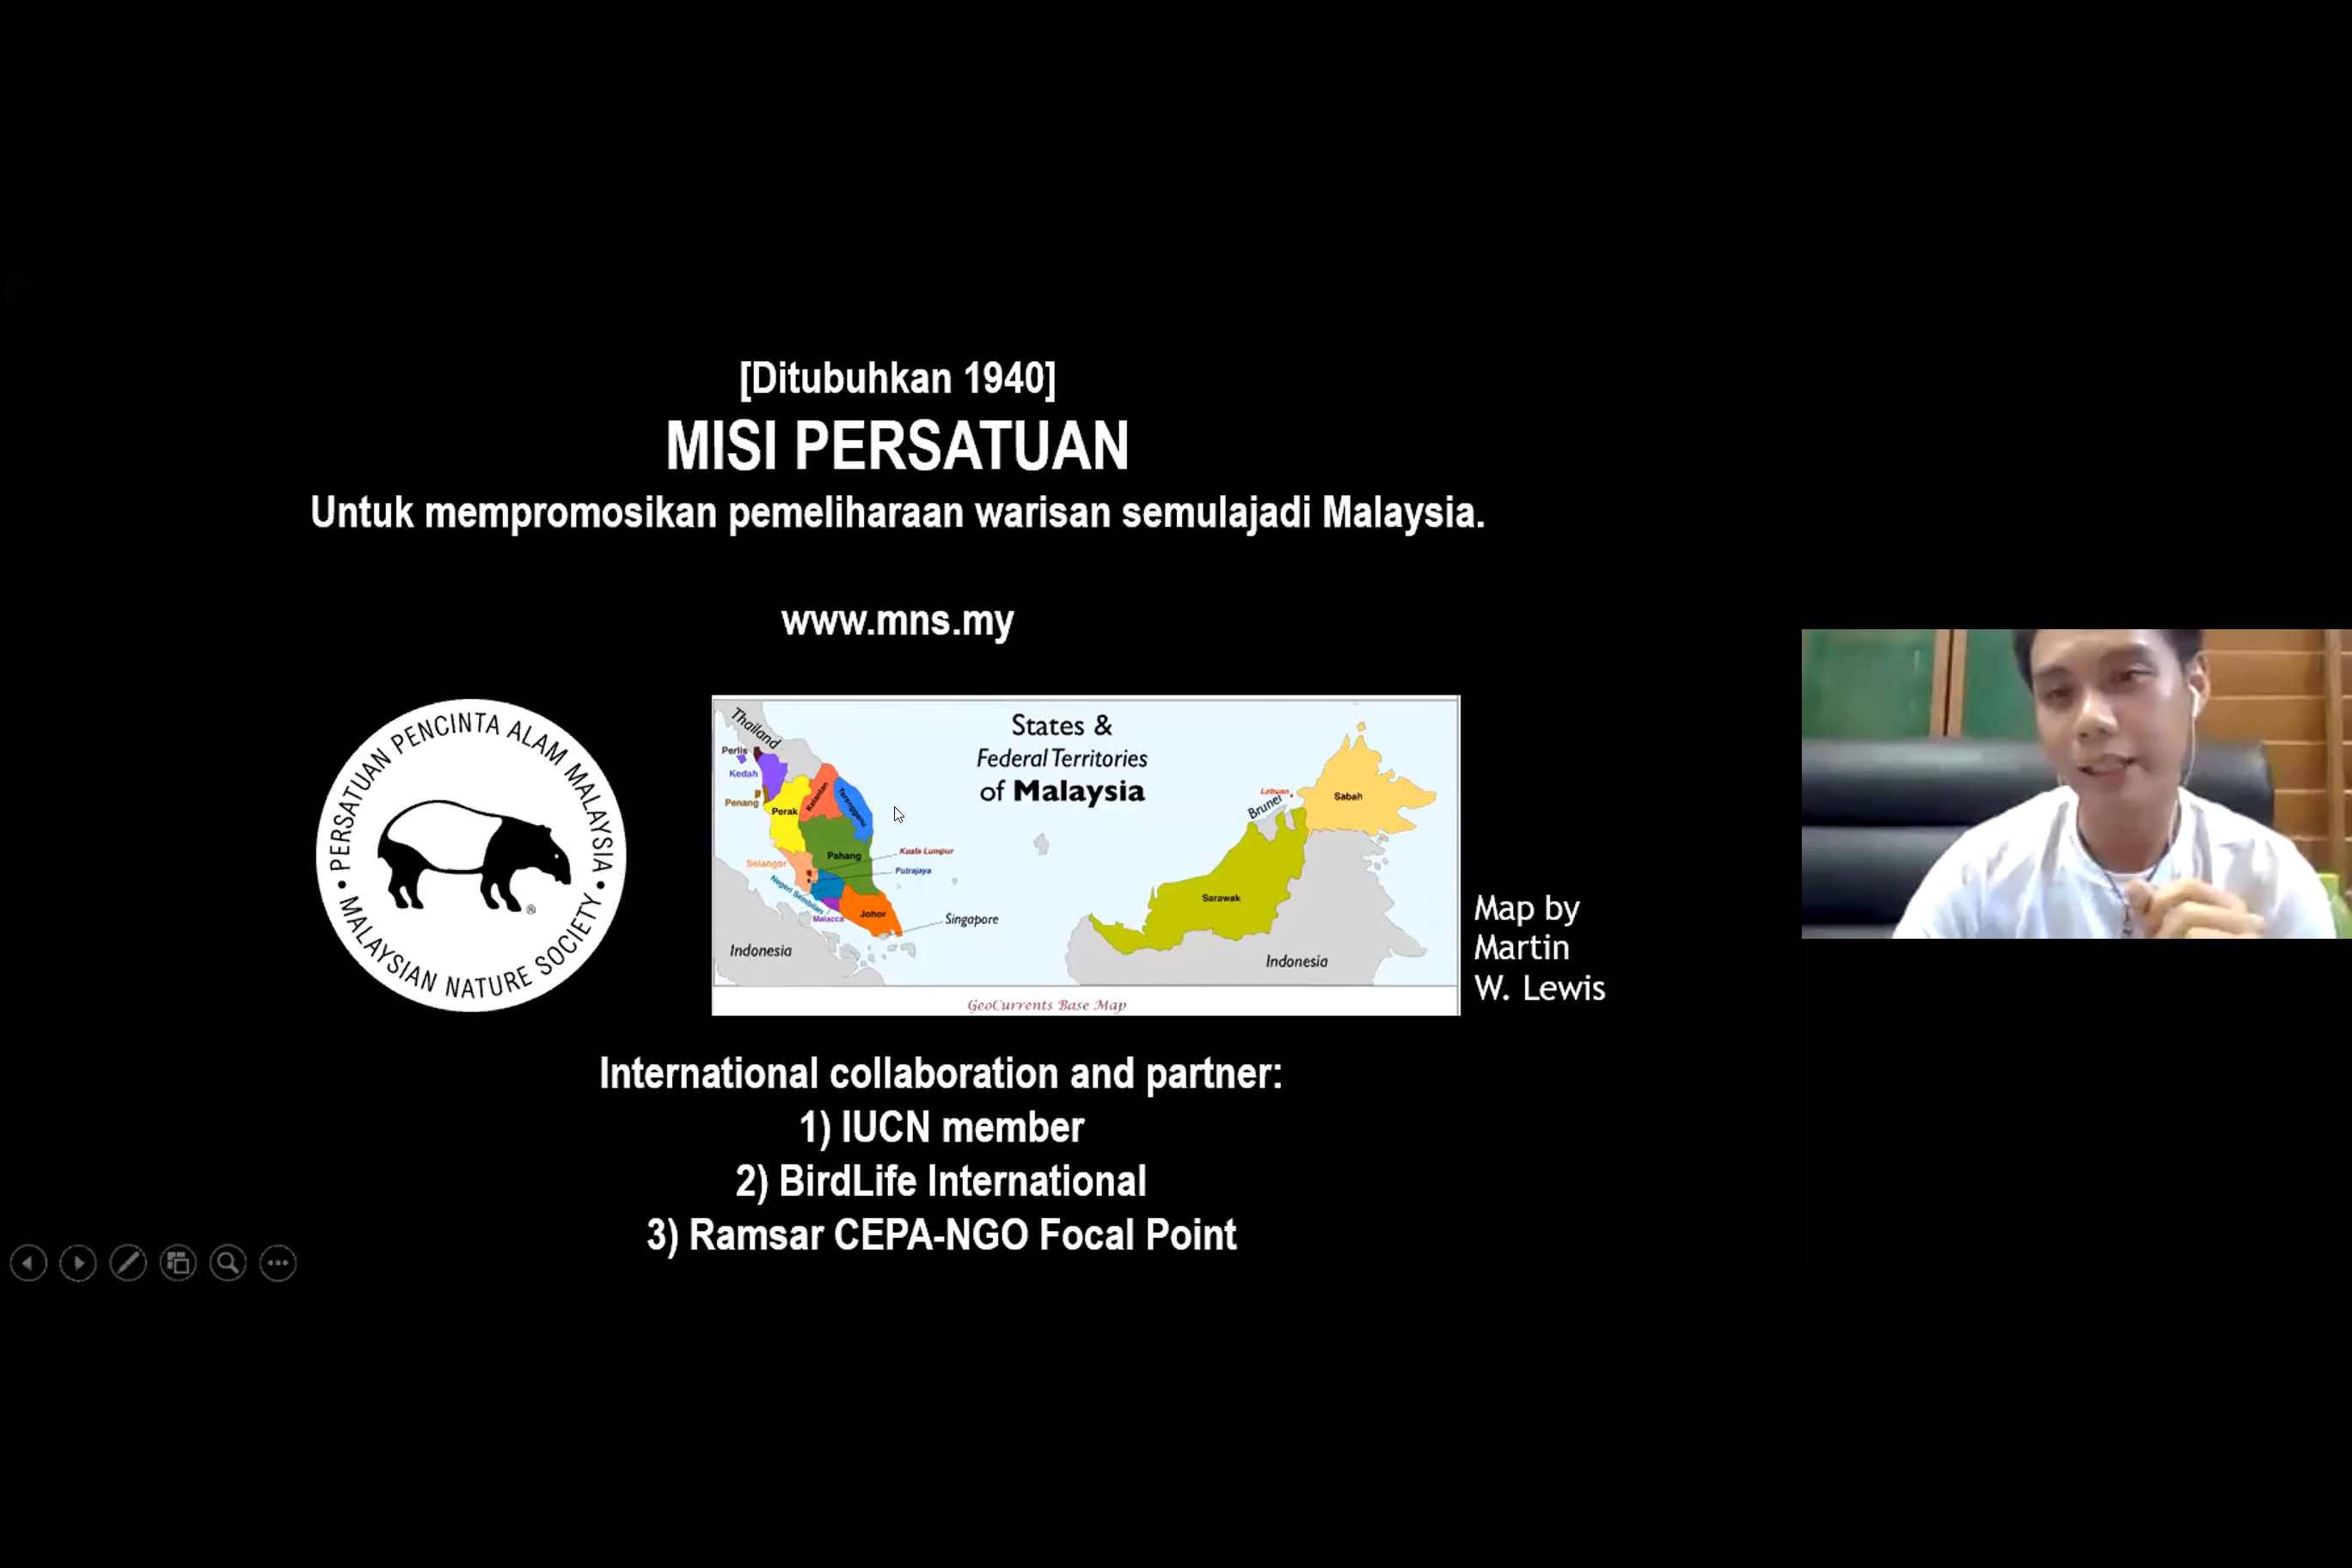 [Ditubuhkan 1940]
MISI PERSATUAN
Untuk mempromosikan pemeliharaan warisan semulajadi Malaysia.
www.mns.my
• PERSATUAN PENCINTA ALAM MALAYSIA •
MALAYSIAN NATURE SOCIETY
®
States &
Federal Territories
of Malaysia
Thailand
Perlis
Kedah
Penang
Perak
Kelantan
Terengganu
Pahang
Selangor
Kuala Lumpur
Putrajaya
Negeri Sembilan
Malacca
Johor
Singapore
Indonesia
Labuan
Brunei
Sabah
Sarawak
Indonesia
GeoCurrents Base Map
Map by
Martin
W. Lewis
International collaboration and partner:
1) IUCN member
2) BirdLife International
3) Ramsar CEPA-NGO Focal Point